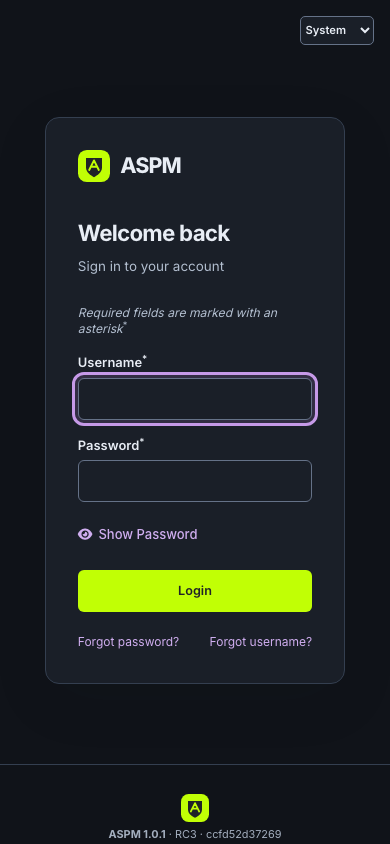 System
ASPM
Welcome back
Sign in to your account
Required fields are marked with an
asterisk*
Username*
Password*
Show Password
Login
Forgot password? Forgot username?
ASPM 1.0.1 · RC3 · ccfd52d37269